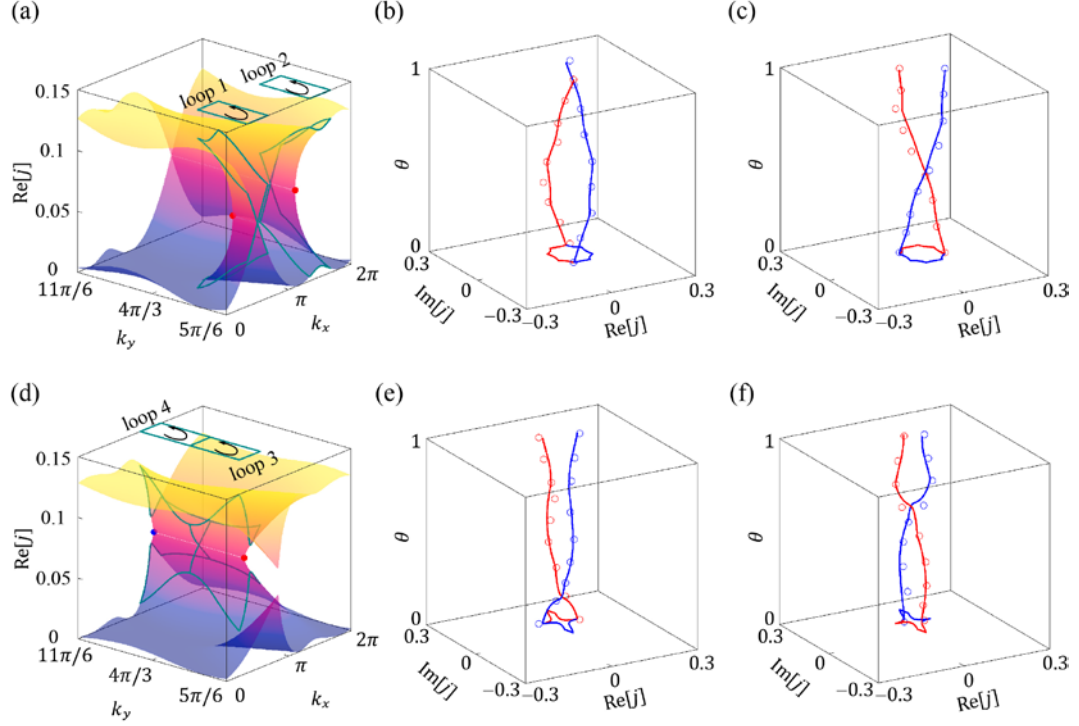 (a)
loop 2
loop 1
0.15
0.1
0.05
0
Re[j]
11π/6
4π/3
5π/6
k_y
0
π
2π
k_x
(b)
1
θ
0
0.3
0
−0.3
Im[j]
−0.3
0
0.3
Re[j]
(c)
1
θ
0
0.3
0
−0.3
Im[j]
−0.3
0
0.3
Re[j]
(d)
loop 4
loop 3
0.15
0.1
0.05
0
Re[j]
11π/6
4π/3
5π/6
k_y
0
π
2π
k_x
(e)
1
θ
0
0.3
0
−0.3
Im[j]
−0.3
0
0.3
Re[j]
(f)
1
θ
0
0.3
0
−0.3
Im[j]
−0.3
0
0.3
Re[j]